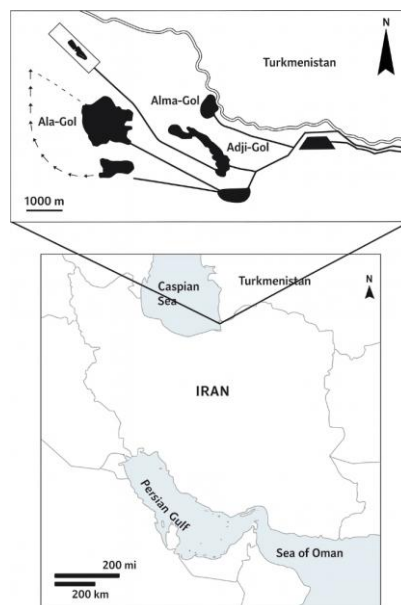 N
Turkmenistan
Alma-Gol
Ala-Gol
Adji-Gol
1000 m
Caspian
Sea
Turkmenistan
N
IRAN
Persian Gulf
200 mi
200 km
Sea of Oman